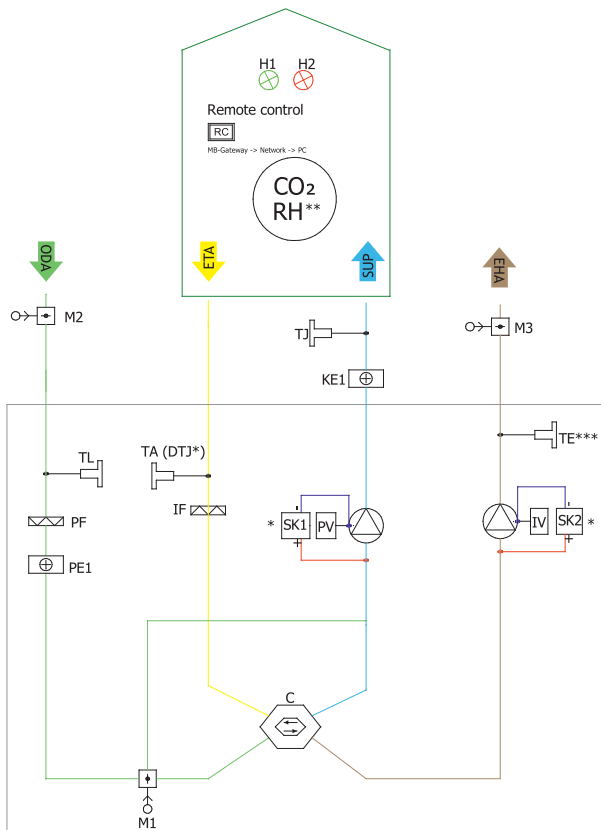 H1 H2
Remote control
RC
MB-Gateway -> Network -> PC
CO₂
RH**
ODA
ETA
SUP
EHA
M2
TJ
M3
KE1
TL
TA (DTJ*)
TE***
PF
IF
* SK1 PV
IV SK2 *
PE1
C
M1